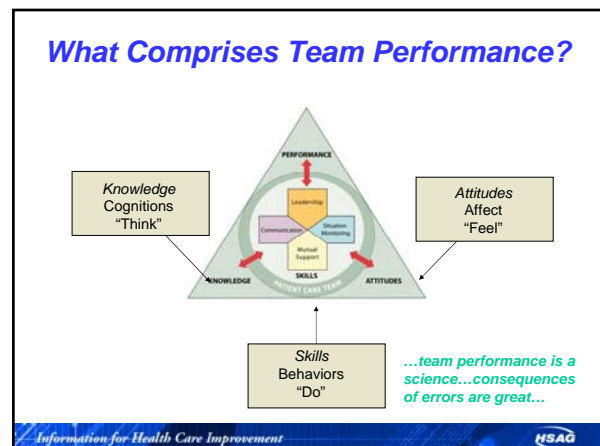 What Comprises Team Performance?
PERFORMANCE
Leadership
Communication
Situation
Monitoring
Mutual
Support
KNOWLEDGE
SKILLS
ATTITUDES
PATIENT CARE TEAM
Knowledge
Cognitions
“Think”
Attitudes
Affect
“Feel”
Skills
Behaviors
“Do”
…team performance is a
science…consequences
of errors are great…
Information for Health Care Improvement
HSAG